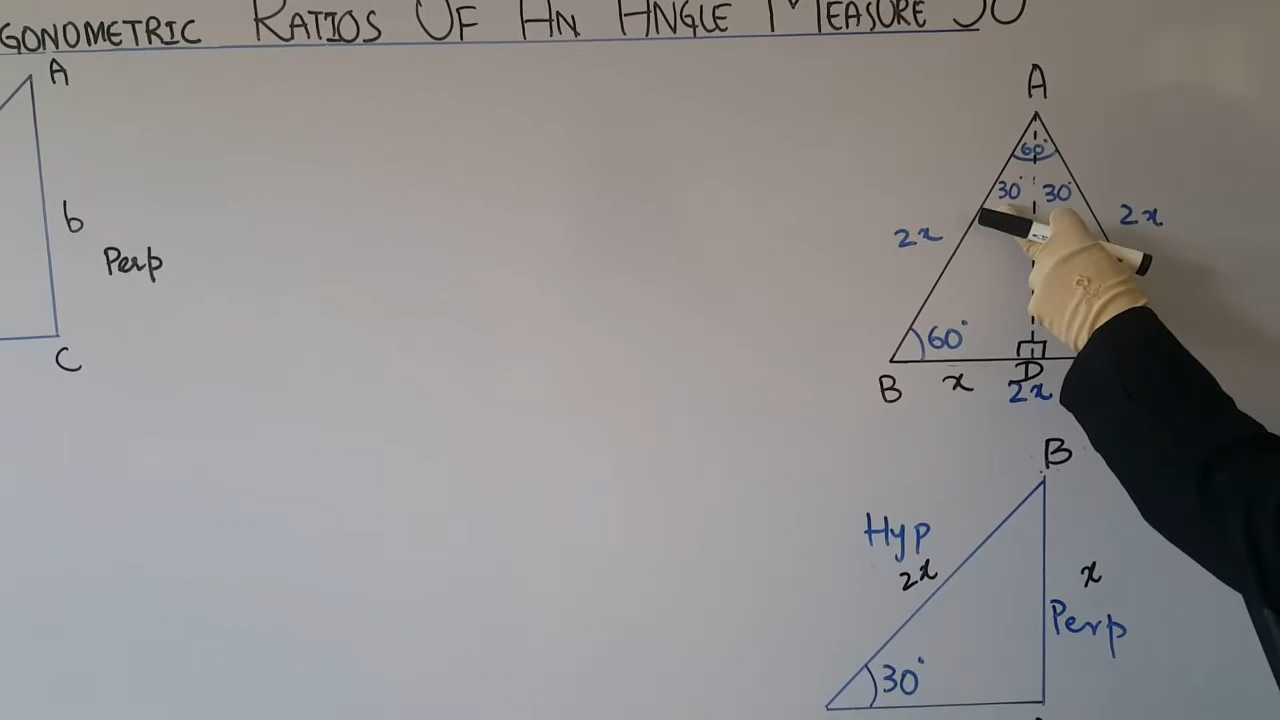 GONOMETRIC RATIOS OF AN ANGLE MEASURE 30
A
b
Perp
C
A
60°
30° 30°
2x
2x
60°
B
x
D
2x
B
Hyp
2x
x
Perp
30°